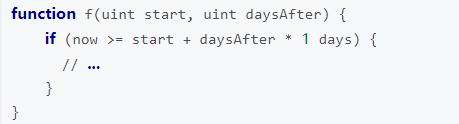 function f(uint start, uint daysAfter) {
    if (now >= start + daysAfter * 1 days) {
      // ...
    }
}